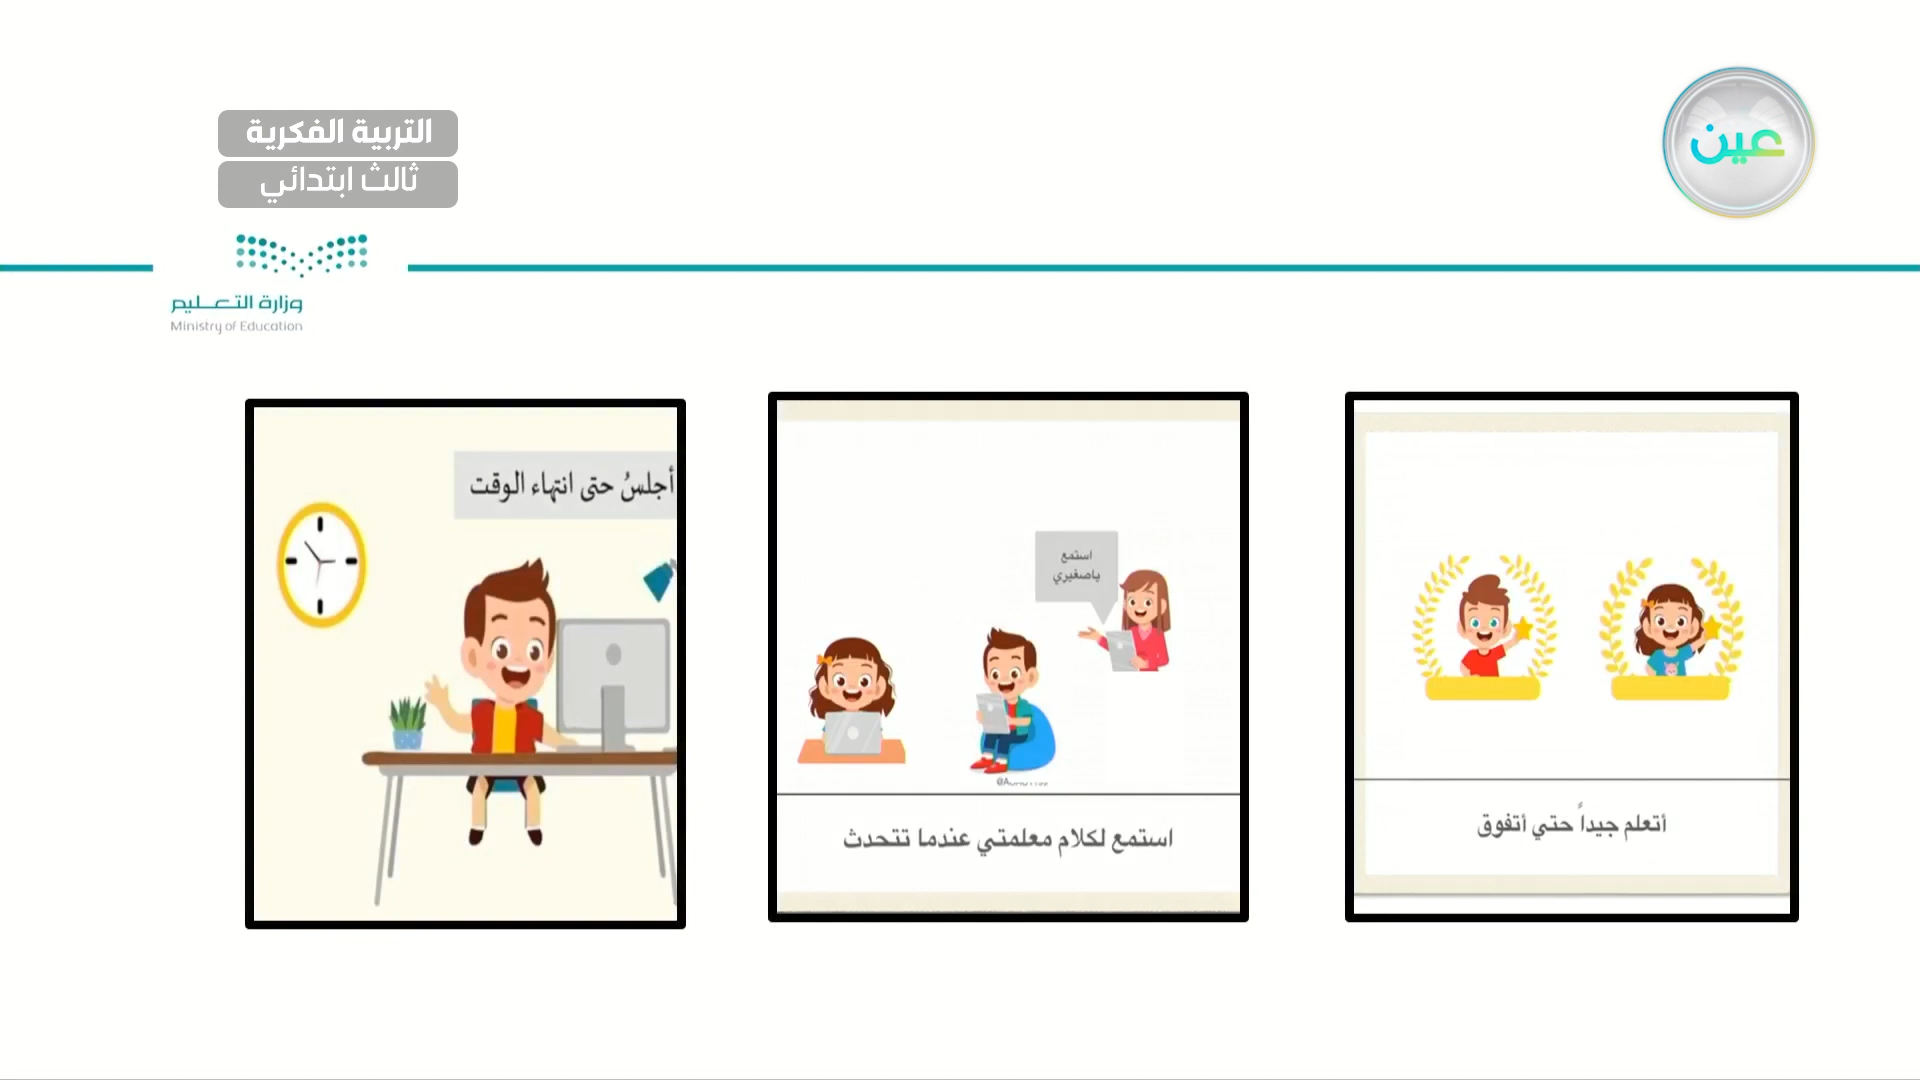 عين
التربية الفكرية
ثالث ابتدائي
وزارة التعليم
Ministry of Education
استمع
ياصغيري
أتعلم جيداً حتي أتفوق
استمع لكلام معلمتي عندما تتحدث
أجلسُ حتى انتهاء الوقت